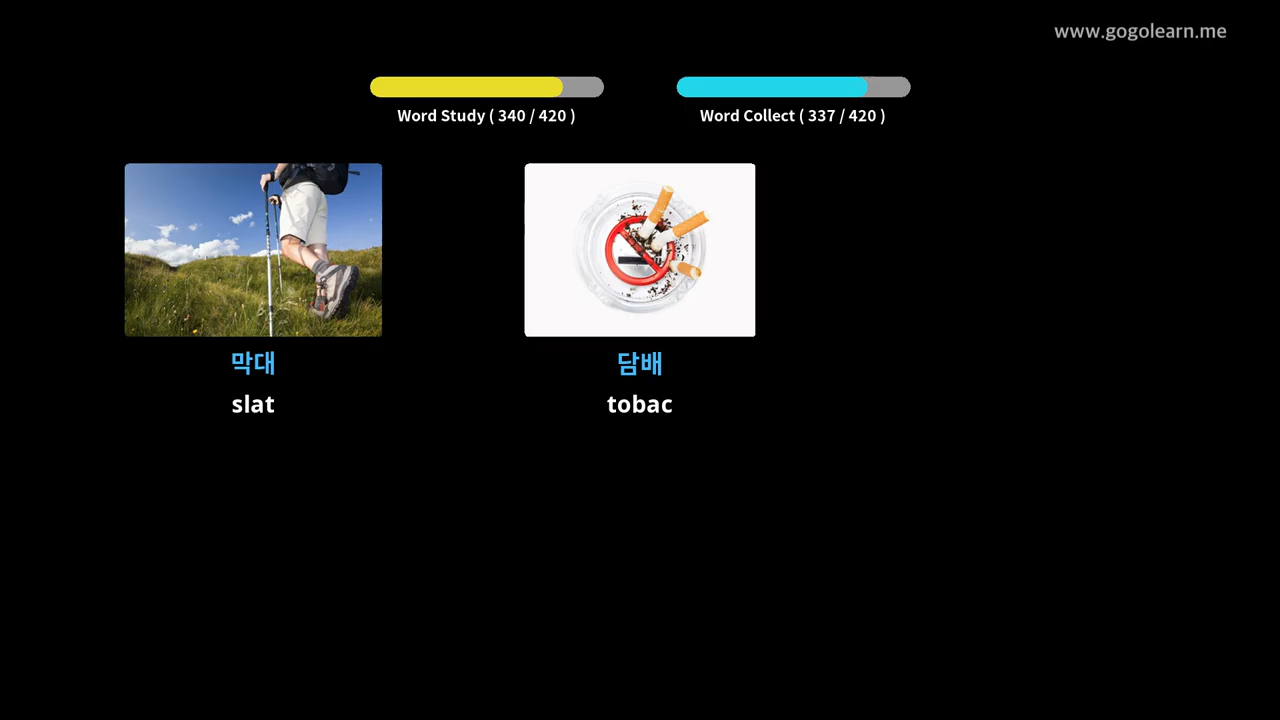 www.gogolearn.me
Word Study ( 340 / 420 )
Word Collect ( 337 / 420 )
막대
slat
담배
tobac